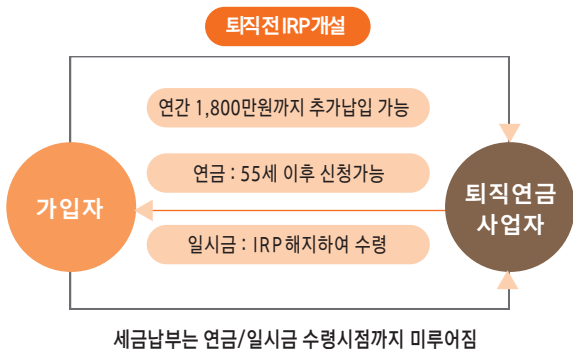 퇴직 전 IRP 개설
연간 1,800만원까지 추가납입 가능
연금 : 55세 이후 신청가능
가입자
퇴직연금
사업자
일시금 : IRP 해지하여 수령
세금납부는 연금/일시금 수령시점까지 미루어짐